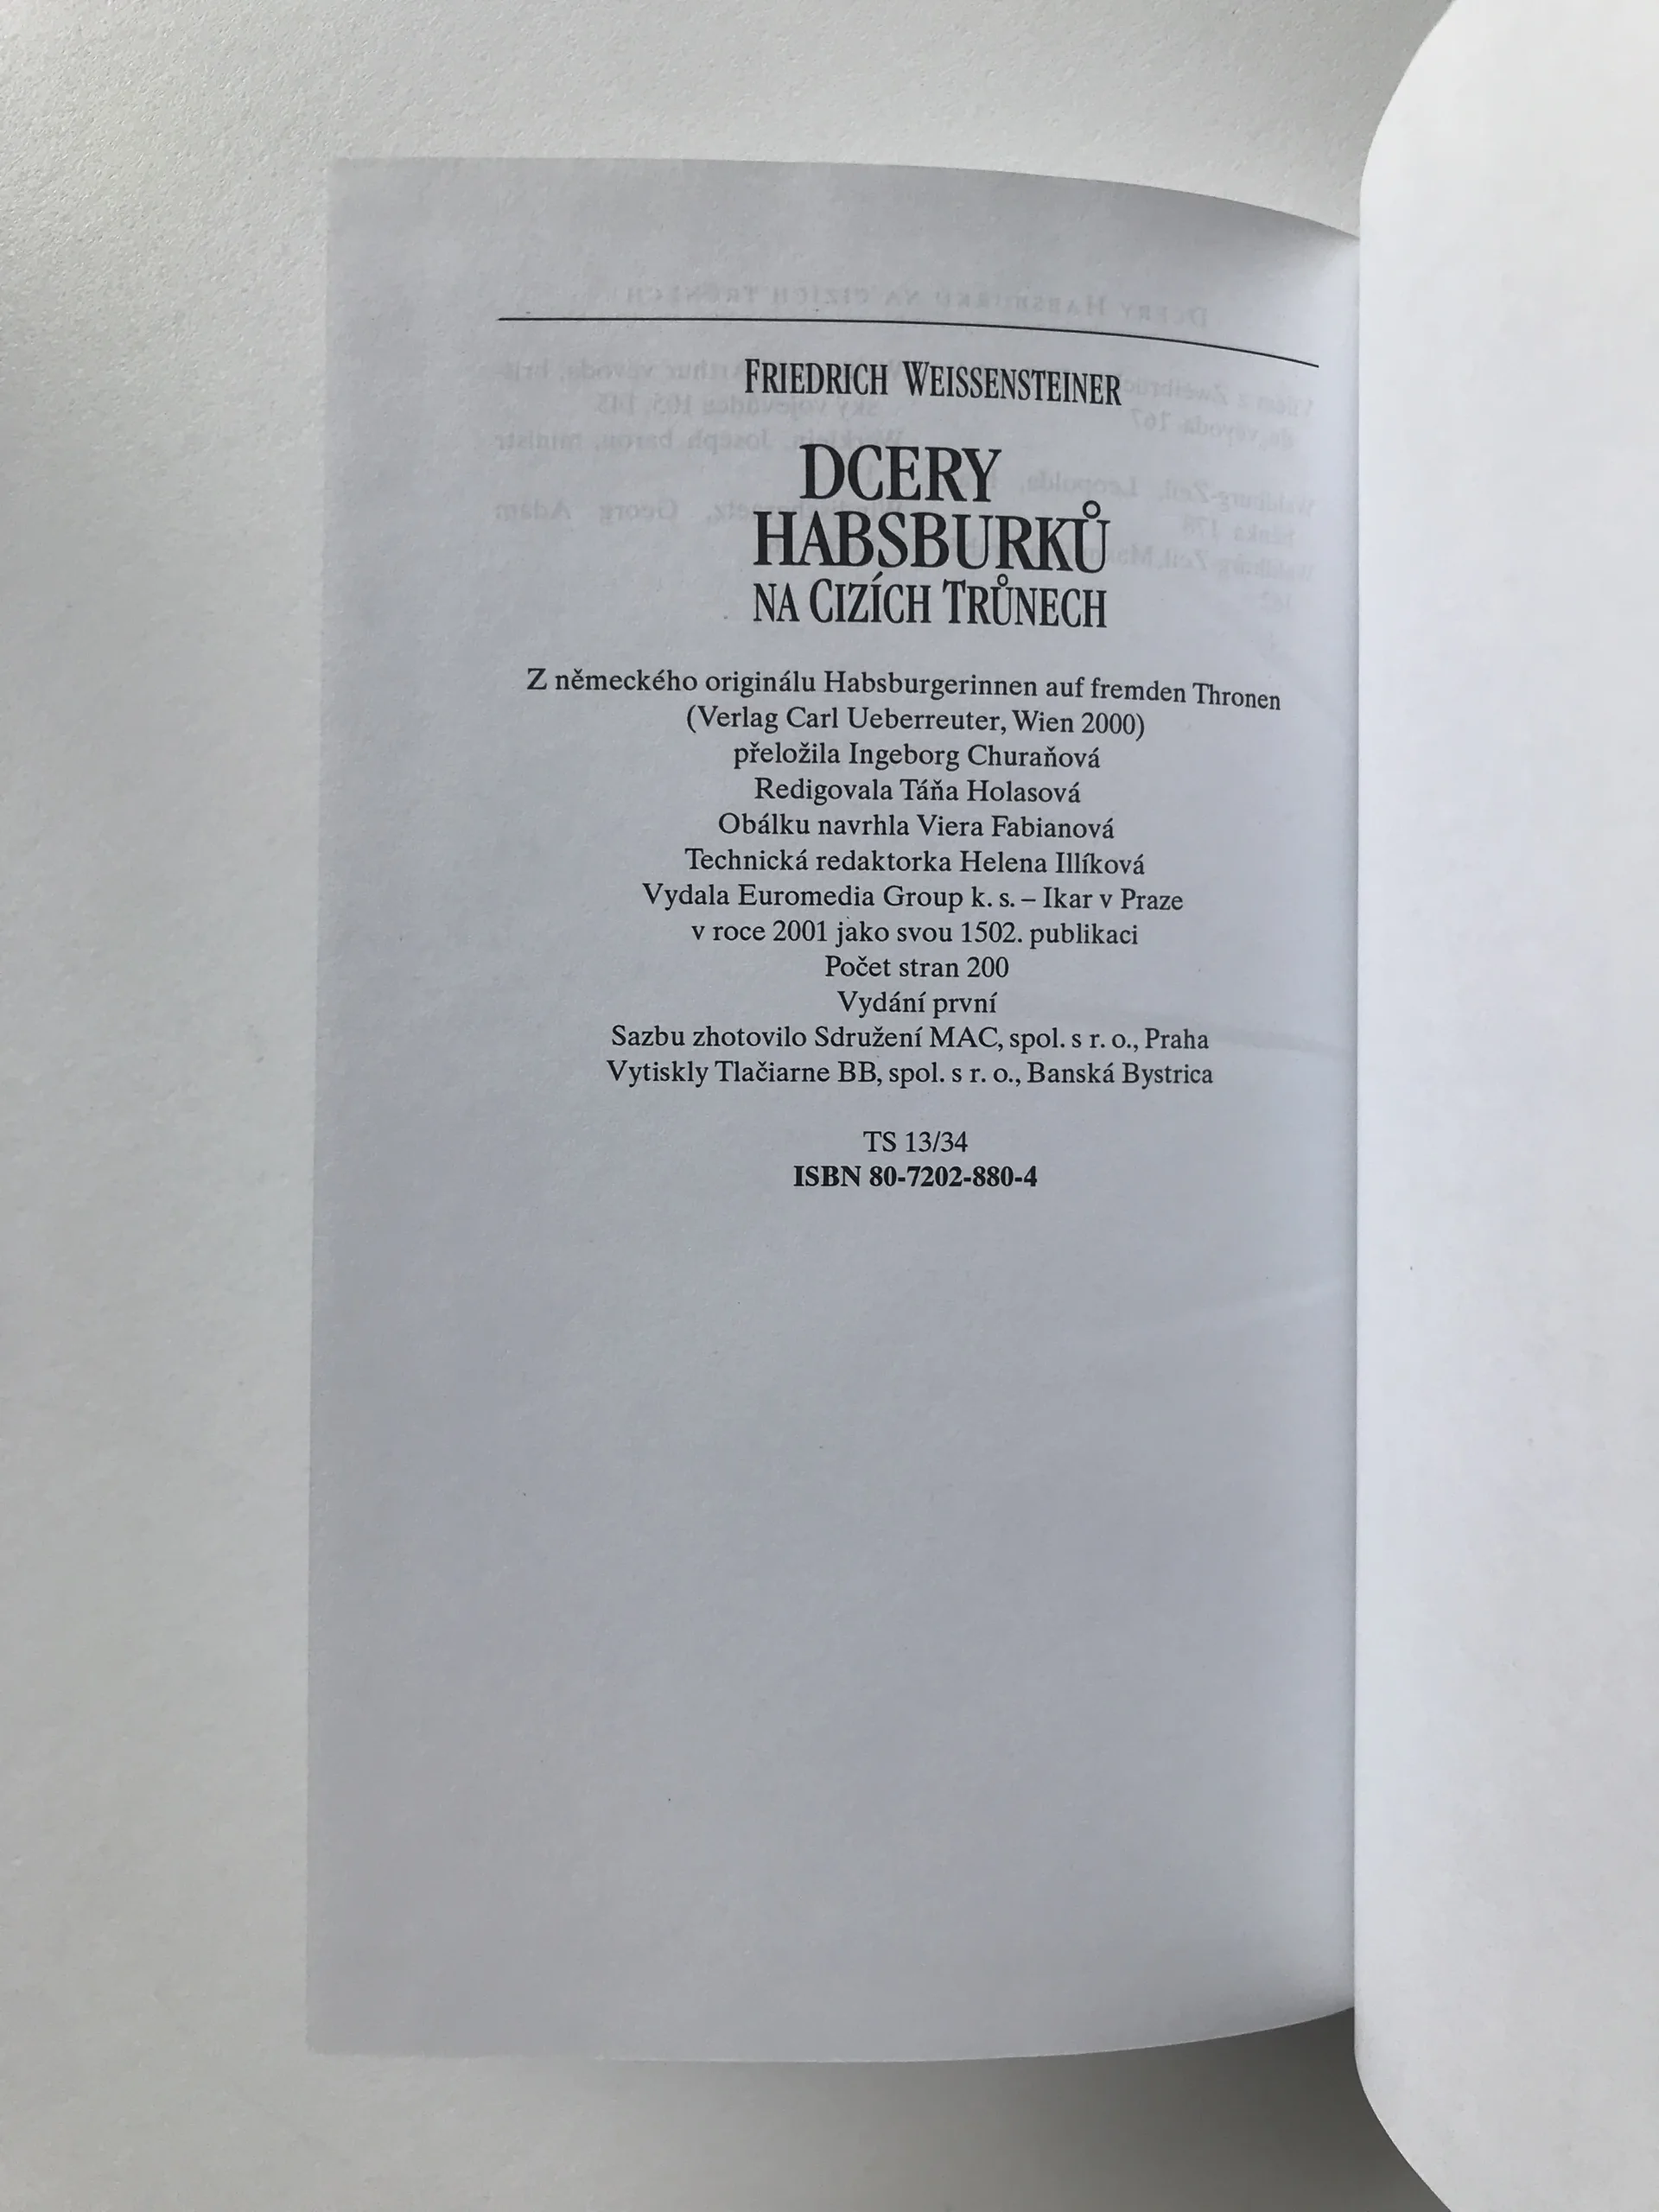 FRIEDRICH WEISSENSTEINER
DCERY
HABSBURKŮ
NA CIZÍCH TRŮNECH
Z německého originálu Habsburgerinnen auf fremden Thronen
(Verlag Carl Ueberreuter, Wien 2000)
přeložila Ingeborg Churaňová
Redigovala Táňa Holasová
Obálku navrhla Viera Fabianová
Technická redaktorka Helena Illíková
Vydala Euromedia Group k. s. – Ikar v Praze
v roce 2001 jako svou 1502. publikaci
Počet stran 200
Vydání první
Sazbu zhotovilo Sdružení MAC, spol. s r. o., Praha
Vytiskly Tlačiarne BB, spol. s r. o., Banská Bystrica
TS 13/34
ISBN 80-7202-880-4